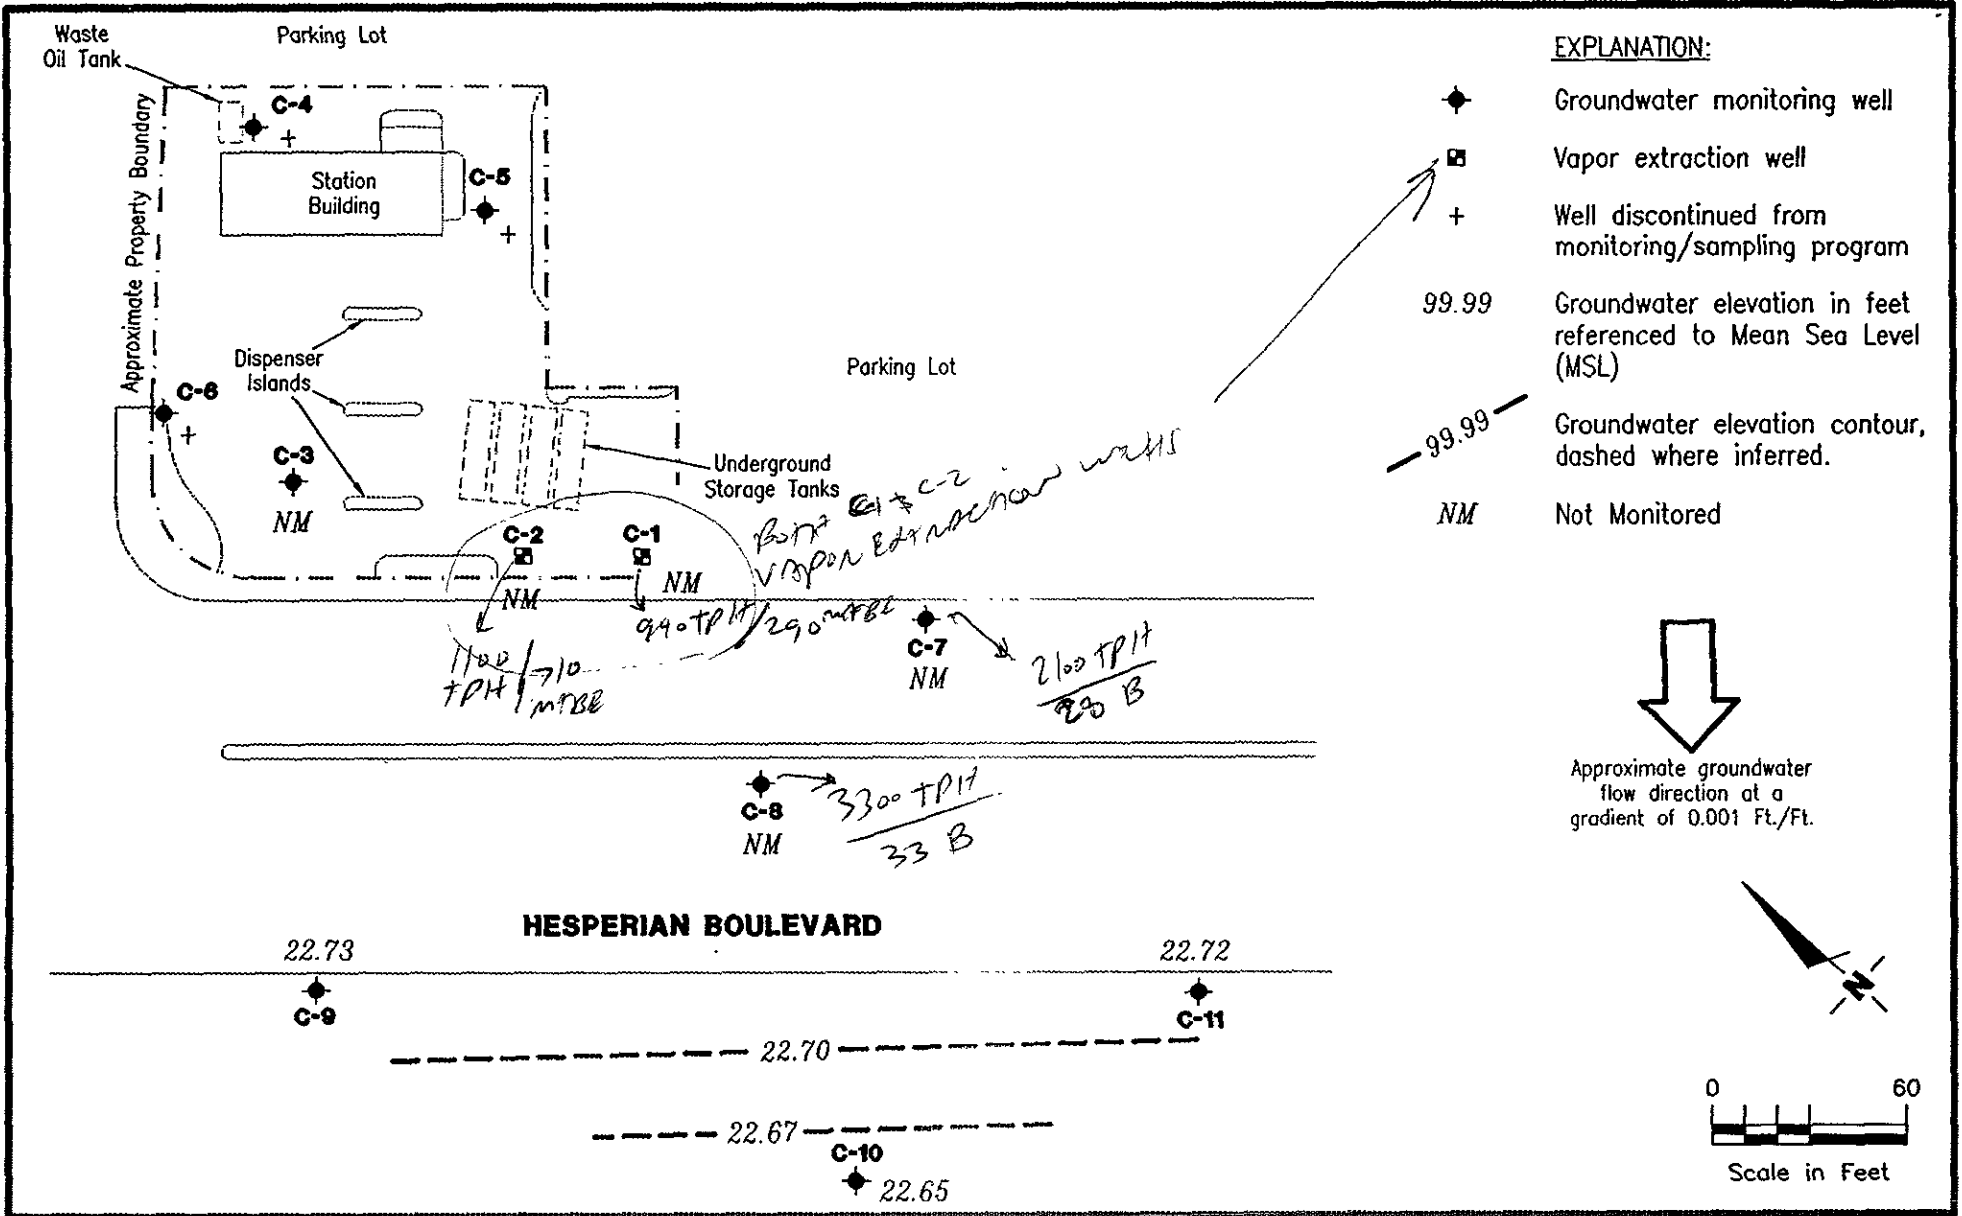 Waste
Oil Tank
Parking Lot
C-4
Approximate Property Boundary
Station
Building
C-5
Dispenser
Islands
Parking Lot
C-6
C-3
NM
Underground
Storage Tanks
C-2
C-1
NM
NM
BOTH C-1 + C-2
VAPOR EXTRACTION WELLS
990 TPH/290 MTBE
1100
TPH / >10
MTBE
C-7
NM
2100 TPH
B
C-8
NM
3300 TPH
33 B
HESPERIAN BOULEVARD
22.73
22.72
C-9
C-11
22.70
22.67
C-10
22.65
EXPLANATION:
Groundwater monitoring well
Vapor extraction well
+ Well discontinued from
monitoring/sampling program
99.99 Groundwater elevation in feet
referenced to Mean Sea Level
(MSL)
99.99 Groundwater elevation contour,
dashed where inferred.
NM Not Monitored
Approximate groundwater
flow direction at a
gradient of 0.001 Ft./Ft.
N
0 60
Scale in Feet